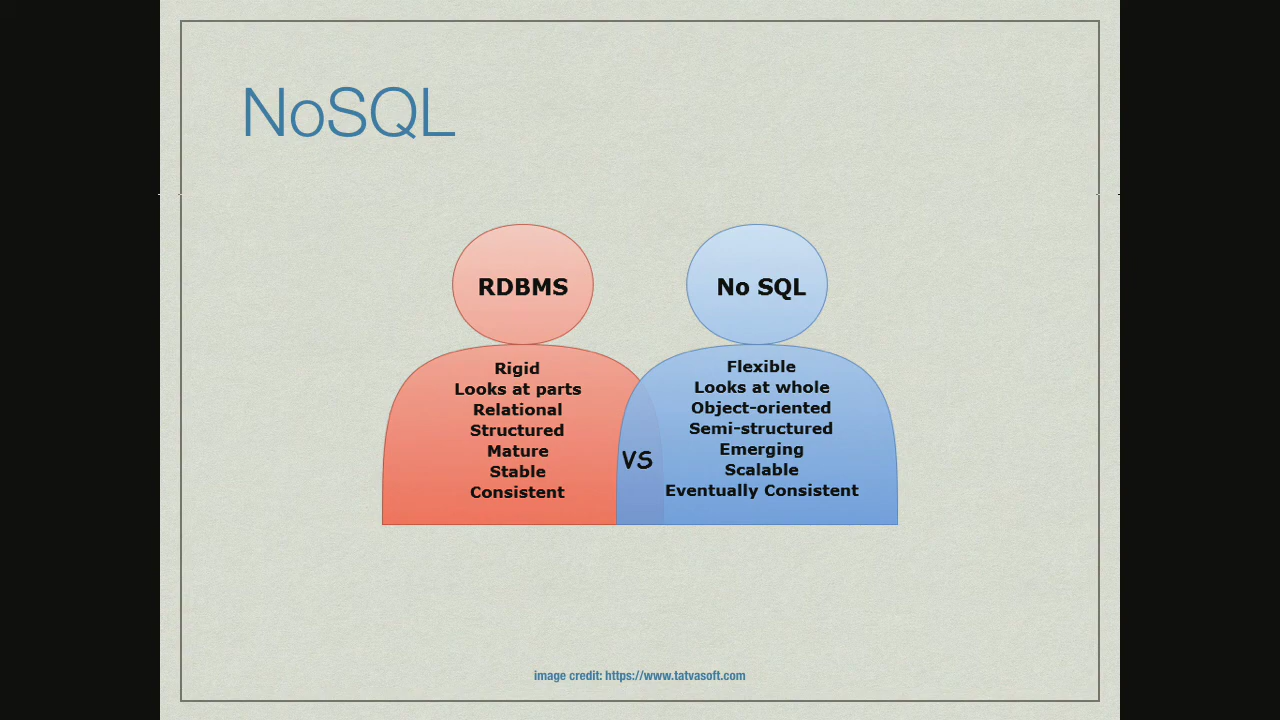 NoSQL
RDBMS
Rigid
Looks at parts
Relational
Structured
Mature
Stable
Consistent
VS
No SQL
Flexible
Looks at whole
Object-oriented
Semi-structured
Emerging
Scalable
Eventually Consistent
image credit: https://www.tatvasoft.com